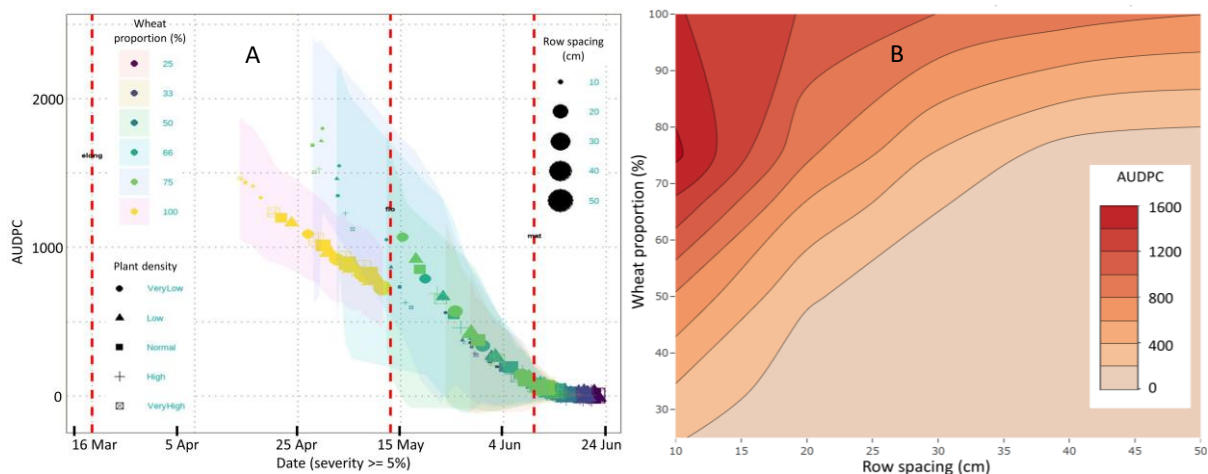 Wheat
proportion (%)
25
33
50
66
75
100
A
Row spacing
(cm)
10
20
30
40
50
elong
flo
mat
Plant density
VeryLow
Low
Normal
High
VeryHigh
AUDPC
2000
1000
0
16 Mar
5 Apr
25 Apr
15 May
4 Jun
24 Jun
Date (severity >= 5%)
B
Wheat proportion (%)
100
90
80
70
60
50
40
30
10
15
20
25
30
35
40
45
50
Row spacing (cm)
AUDPC
1600
1200
800
400
0